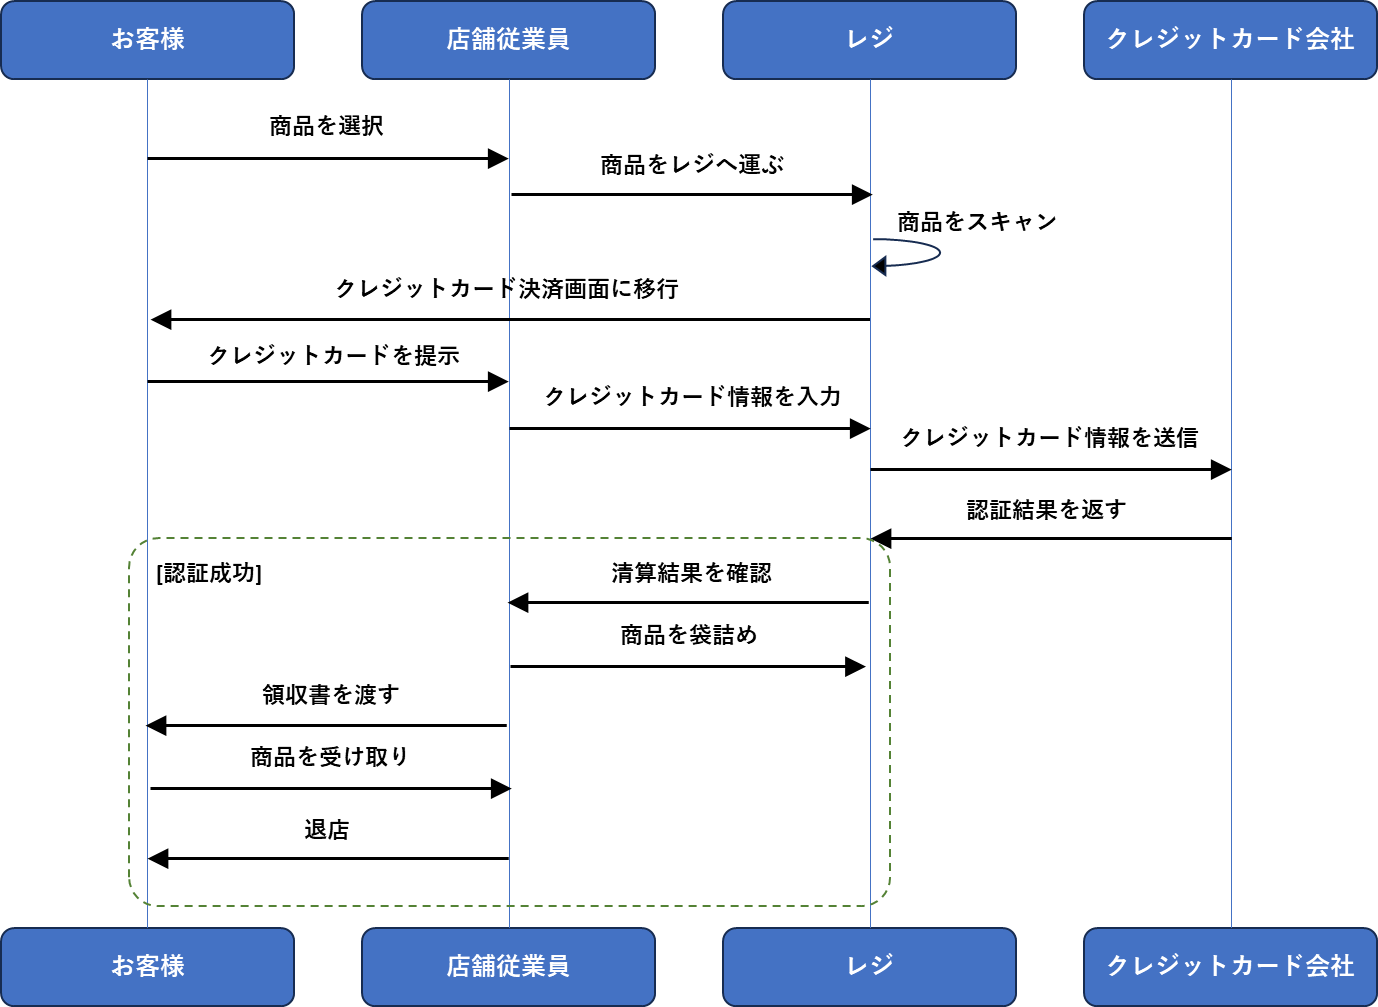 お客様
店舗従業員
レジ
クレジットカード会社
商品を選択
商品をレジへ運ぶ
商品をスキャン
クレジットカード決済画面に移行
クレジットカードを提示
クレジットカード情報を入力
クレジットカード情報を送信
認証結果を返す
[認証成功]
清算結果を確認
商品を袋詰め
領収書を渡す
商品を受け取り
退店
お客様
店舗従業員
レジ
クレジットカード会社